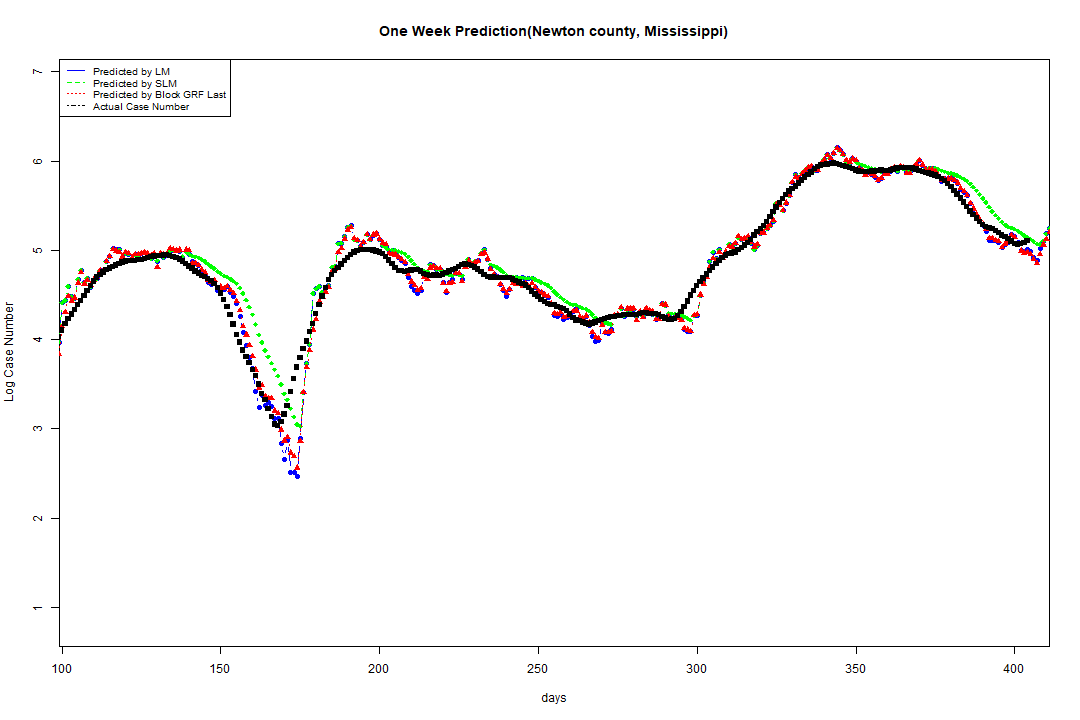 One Week Prediction(Newton county, Mississippi)
Predicted by LM
Predicted by SLM
Predicted by Block GRF Last
Actual Case Number
7
6
5
4
3
2
1
Log Case Number
100 150 200 250 300 350 400
days